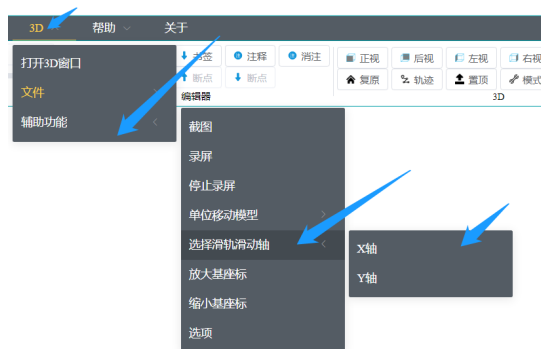 3D 帮助 关于
书签 注释 消注 正视 后视 左视 右视
断点 断点 复原 轨迹 置顶 模式
编辑器 3D
打开3D窗口
文件
辅助功能
截图
录屏
停止录屏
单位移动模型
选择滑轨滑动轴
放大基座标
缩小基座标
选项
X轴
Y轴